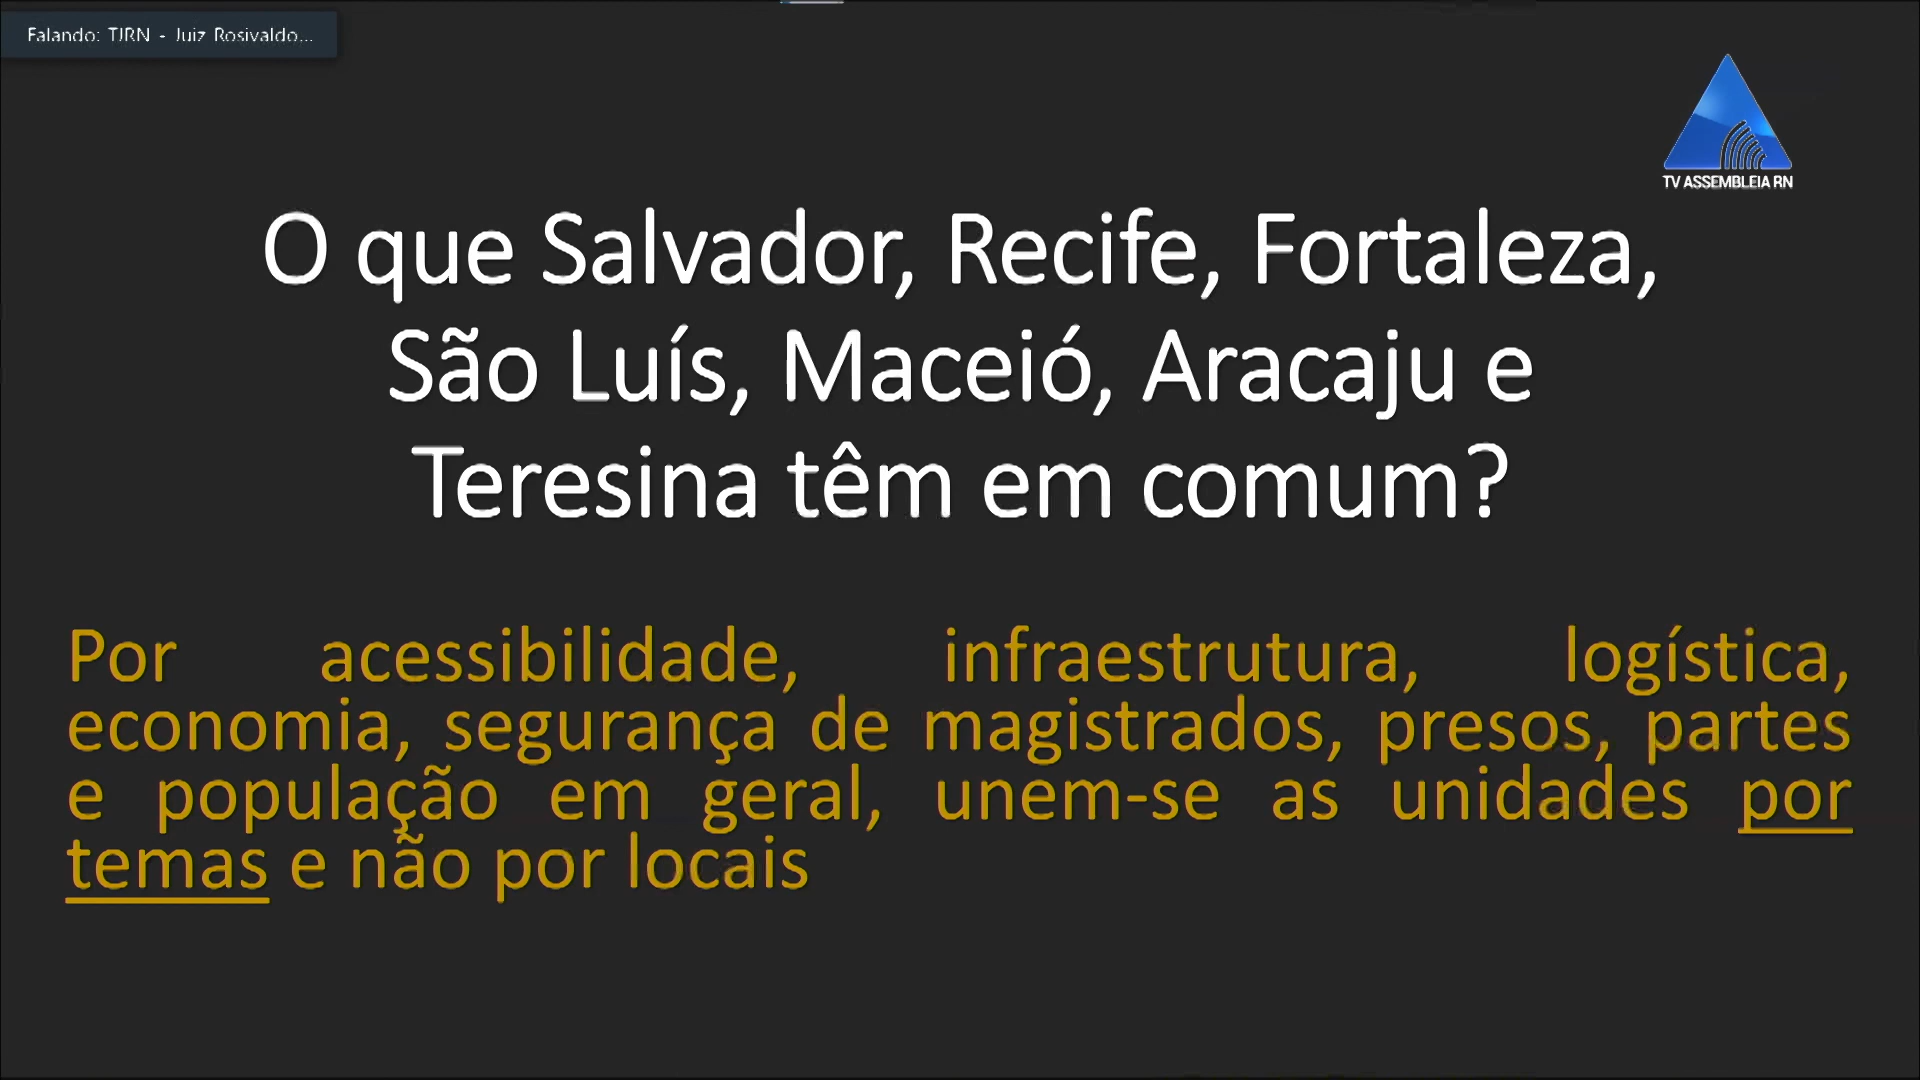 Falando: TJRN - Juiz Rosivaldo...
TV ASSEMBLEIA RN
O que Salvador, Recife, Fortaleza,
São Luís, Maceió, Aracaju e
Teresina têm em comum?
Por acessibilidade, infraestrutura, logística,
economia, segurança de magistrados, presos, partes
e população em geral, unem-se as unidades por
temas e não por locais